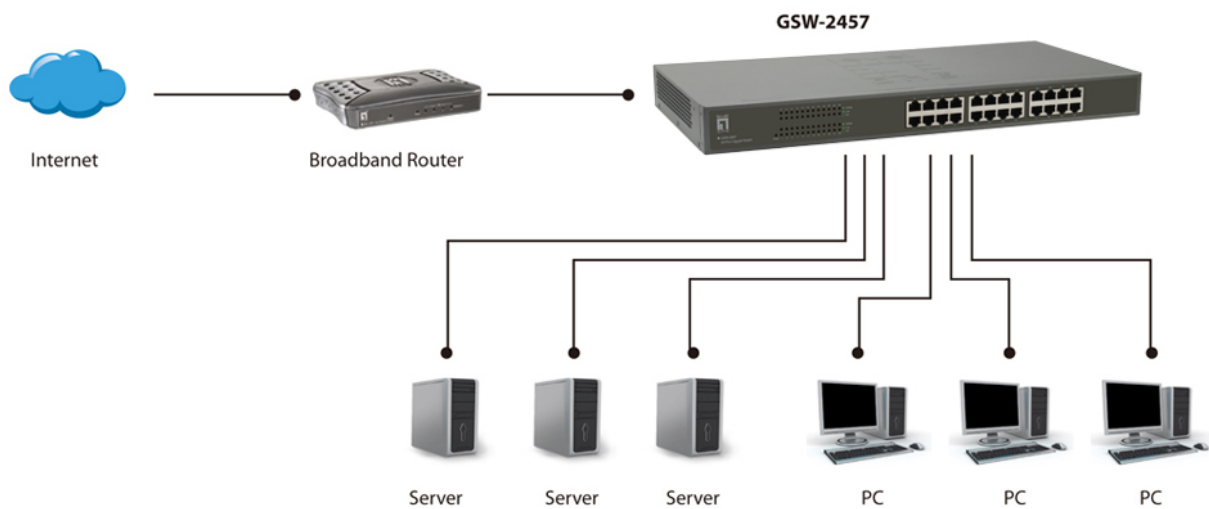 GSW-2457
Internet
Broadband Router
Server
Server
Server
PC
PC
PC